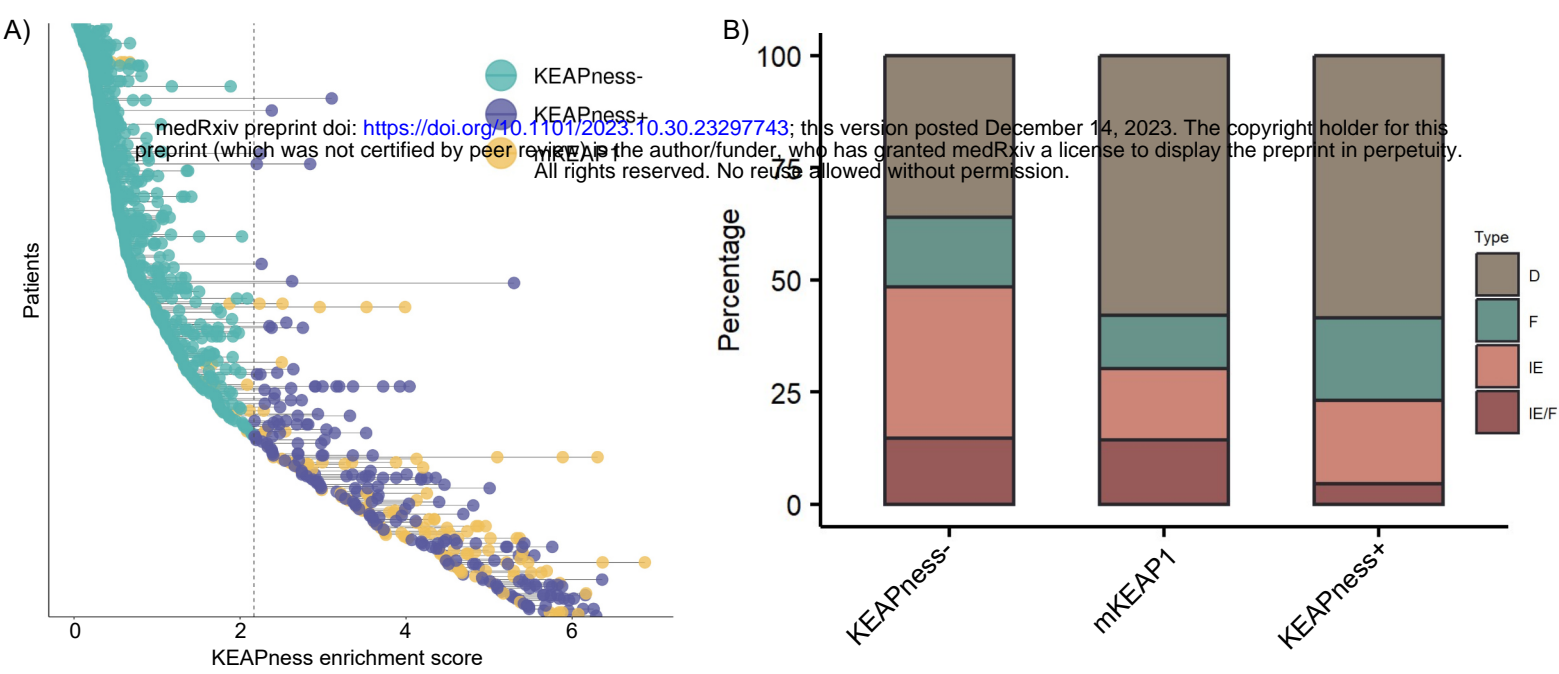 A)
B)
KEAPness-
KEAPness+
mKEAP1
medRxiv preprint doi: https://doi.org/10.1101/2023.10.30.23297743; this version posted December 14, 2023. The copyright holder for this
preprint (which was not certified by peer review) is the author/funder, who has granted medRxiv a license to display the preprint in perpetuity.
All rights reserved. No reuse allowed without permission.
Patients
0
2
4
6
KEAPness enrichment score
100
75
50
25
0
Percentage
KEAPness-
mKEAP1
KEAPness+
Type
D
F
IE
IE/F